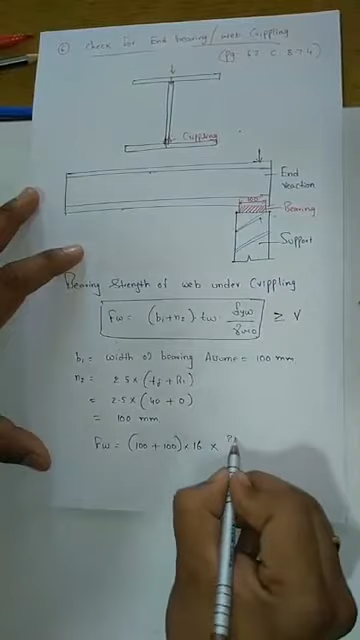 ⑥ Check for End bearing / web Crippling
(Pg. 67 C. 8.7.4)
Crippling
End
reaction
100
Bearing
Support
Bearing Strength of web under Crippling
Fw = (b₁+n₂) · tw · fyw/γm0 ≥ V
b₁ = width of bearing Assume = 100 mm
n₂ = 2.5 × (tf + R₁)
= 2.5 × (40 + 0)
= 100 mm
Fw = (100 + 100) × 16 ×